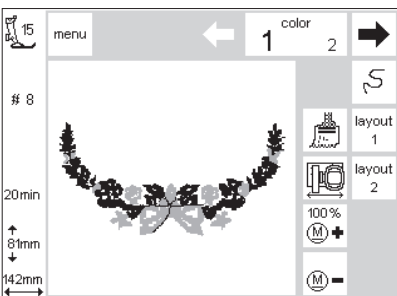 15
menu
color
1 2
# 8
layout
1
layout
2
20min
100%
M +
81mm
142mm
M -